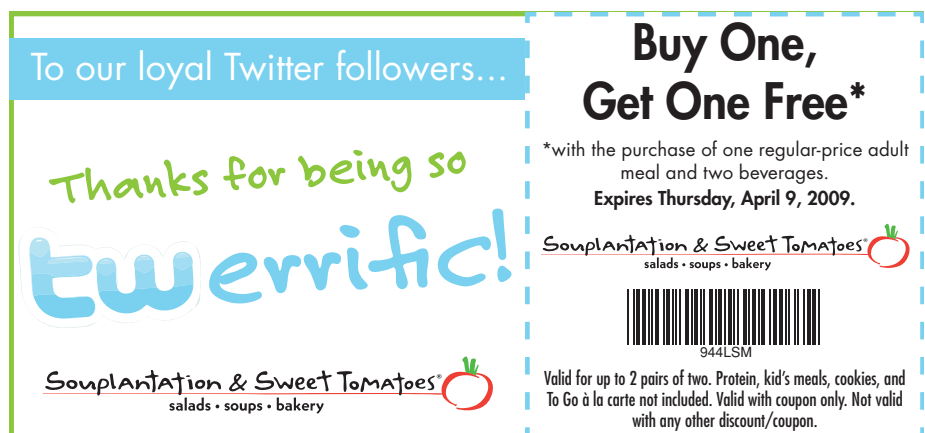 To our loyal Twitter followers...
Thanks for being so
twerrific!
Souplantation & Sweet Tomatoes®
salads • soups • bakery
Buy One,
Get One Free*
*with the purchase of one regular-price adult
meal and two beverages.
Expires Thursday, April 9, 2009.
Souplantation & Sweet Tomatoes®
salads • soups • bakery
944LSM
Valid for up to 2 pairs of two. Protein, kid's meals, cookies, and
To Go à la carte not included. Valid with coupon only. Not valid
with any other discount/coupon.